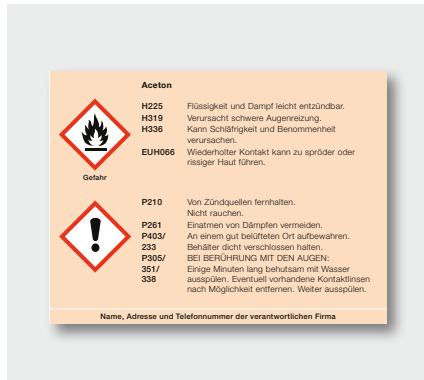 Aceton
H225 Flüssigkeit und Dampf leicht entzündbar.
H319 Verursacht schwere Augenreizung.
H336 Kann Schläfrigkeit und Benommenheit
verursachen.
EUH066 Wiederholter Kontakt kann zu spröder oder
rissiger Haut führen.
Gefahr
P210 Von Zündquellen fernhalten.
Nicht rauchen.
P261 Einatmen von Dämpfen vermeiden.
P403/ An einem gut belüfteten Ort aufbewahren.
233 Behälter dicht verschlossen halten.
P305/ BEI BERÜHRUNG MIT DEN AUGEN:
351/ Einige Minuten lang behutsam mit Wasser
338 ausspülen. Eventuell vorhandene Kontaktlinsen
nach Möglichkeit entfernen. Weiter ausspülen.
Name, Adresse und Telefonnummer der verantwortlichen Firma